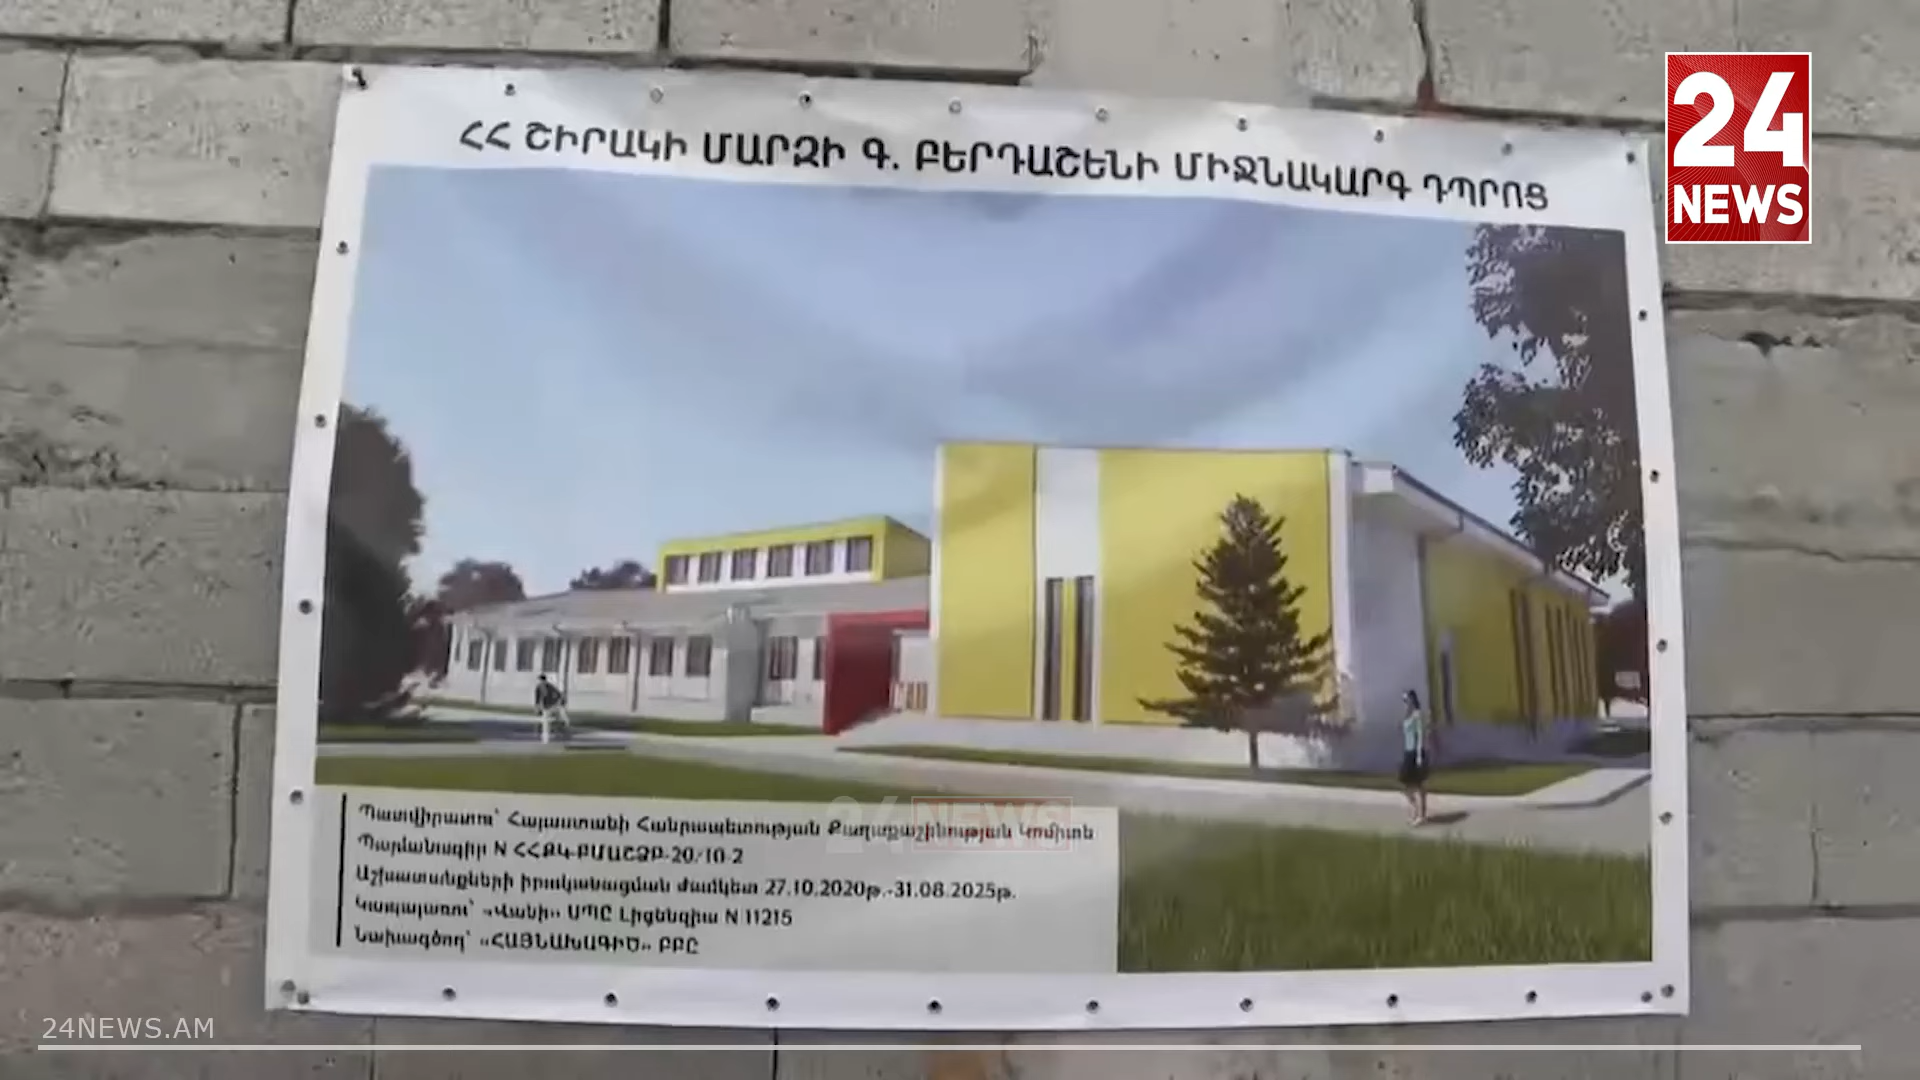 ՀՀ ՇԻՐԱԿԻ ՄԱՐԶԻ Գ. ԲԵՐԴԱՇԵՆԻ ՄԻՋՆԱԿԱՐԳ ԴՊՐՈՑ
24
NEWS
Պատվիրատու՝ Հայաստանի Հանրապետության Քաղաքաշինության Կոմիտե
24 NEWS
Պայմանագիր N ՀՀՔԿ-ԲՄԱՇՁԲ-20/10-2
Աշխատանքների իրականացման ժամկետ 27.10.2020թ.-31.08.2025թ.
Կապալառու՝ «Վանի» ՍՊԸ Լիցենզիա N 11215
Նախագծող՝ «ՀԱՅՆԱԽԱԳԻԾ» ԲԲԸ
24NEWS.AM